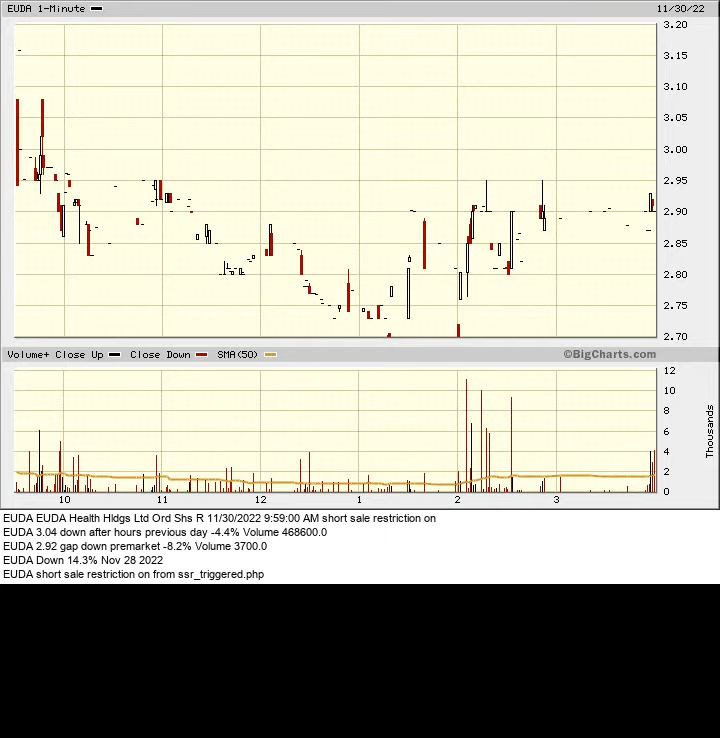 EUDA 1-Minute 11/30/22
3.20
3.15
3.10
3.05
3.00
2.95
2.90
2.85
2.80
2.75
2.70
Volume+ Close Up Close Down SMA(50) ©BigCharts.com
12
10
8
6
4
2
0
Thousands
10 11 12 1 2 3
EUDA EUDA Health Hldgs Ltd Ord Shs R 11/30/2022 9:59:00 AM short sale restriction on
EUDA 3.04 down after hours previous day -4.4% Volume 468600.0
EUDA 2.92 gap down premarket -8.2% Volume 3700.0
EUDA Down 14.3% Nov 28 2022
EUDA short sale restriction on from ssr_triggered.php